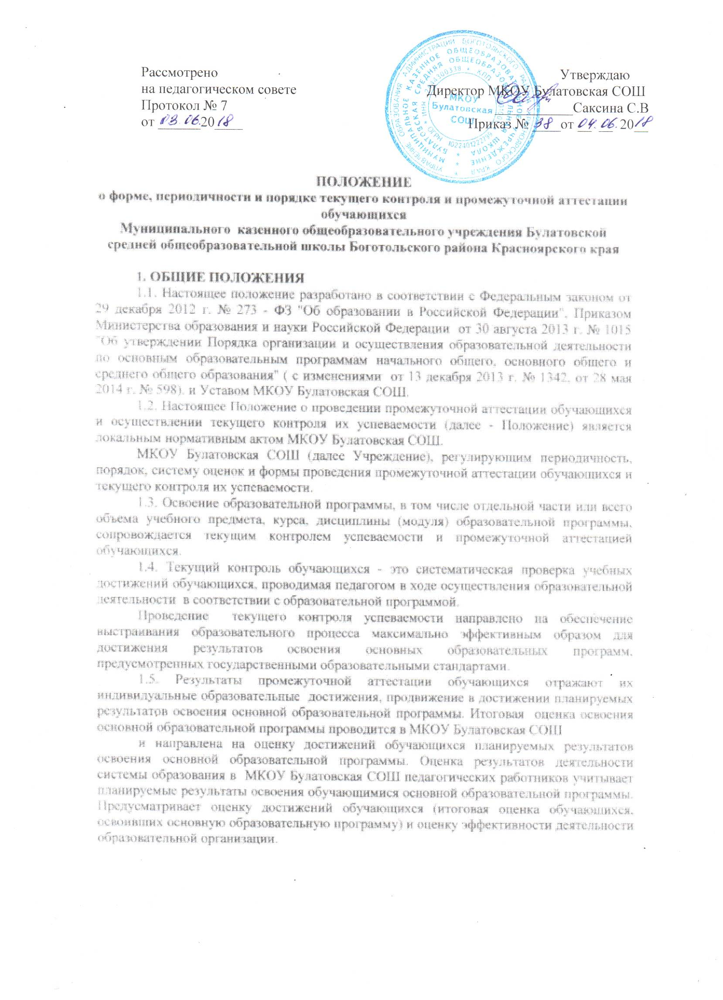 Рассмотрено
на педагогическом совете
Протокол № 7
от 03.06.2018
Утверждаю
Директор МКОУ Булатовская СОШ
Саксина С.В
Приказ № 38 от 04.06.2018
МКОУ
Булатовская
СОШ
ОГРН 1022401222799
ПОЛОЖЕНИЕ
о форме, периодичности и порядке текущего контроля и промежуточной аттестации
обучающихся
Муниципального казенного общеобразовательного учреждения Булатовской
средней общеобразовательной школы Боготольского района Красноярского края
1. ОБЩИЕ ПОЛОЖЕНИЯ
1.1. Настоящее положение разработано в соответствии с Федеральным законом от
29 декабря 2012 г. № 273 - ФЗ "Об образовании в Российской Федерации", Приказом
Министерства образования и науки Российской Федерации от 30 августа 2013 г. № 1015
"Об утверждении Порядка организации и осуществления образовательной деятельности
по основным образовательным программам начального общего, основного общего и
среднего общего образования" ( с изменениями от 13 декабря 2013 г. № 1342, от 28 мая
2014 г. № 598), и Уставом МКОУ Булатовская СОШ.
1.2. Настоящее Положение о проведении промежуточной аттестации обучающихся
и осуществлении текущего контроля их успеваемости (далее - Положение) является
локальным нормативным актом МКОУ Булатовская СОШ.
МКОУ Булатовская СОШ (далее Учреждение), регулирующим периодичность,
порядок, систему оценок и формы проведения промежуточной аттестации обучающихся и
текущего контроля их успеваемости.
1.3. Освоение образовательной программы, в том числе отдельной части или всего
объема учебного предмета, курса, дисциплины (модуля) образовательной программы,
сопровождается текущим контролем успеваемости и промежуточной аттестацией
обучающихся.
1.4. Текущий контроль обучающихся - это систематическая проверка учебных
достижений обучающихся, проводимая педагогом в ходе осуществления образовательной
деятельности в соответствии с образовательной программой.
Проведение текущего контроля успеваемости направлено на обеспечение
выстраивания образовательного процесса максимально эффективным образом для
достижения результатов освоения основных образовательных программ,
предусмотренных государственными образовательными стандартами.
1.5. Результаты промежуточной аттестации обучающихся отражают их
индивидуальные образовательные достижения, продвижение в достижении планируемых
результатов освоения основной образовательной программы. Итоговая оценка освоения
основной образовательной программы проводится в МКОУ Булатовская СОШ
и направлена на оценку достижений обучающихся планируемых результатов
освоения основной образовательной программы. Оценка результатов деятельности
системы образования в МКОУ Булатовская СОШ педагогических работников учитывает
планируемые результаты освоения обучающимися основной образовательной программы.
Предусматривает оценку достижений обучающихся (итоговая оценка обучающихся,
освоивших основную образовательную программу) и оценку эффективности деятельности
образовательной организации.